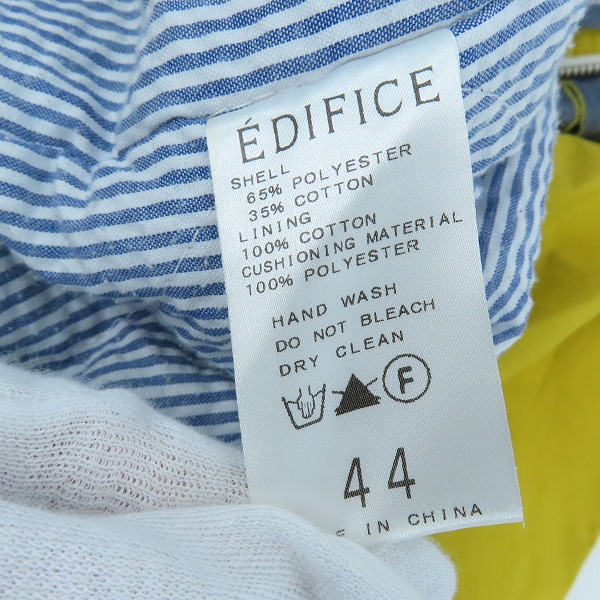 ÉDIFICE
SHELL
65% POLYESTER
35% COTTON
LINING
100% COTTON
CUSHIONING MATERIAL
100% POLYESTER
HAND WASH
DO NOT BLEACH
DRY CLEAN
F
44
IN CHINA